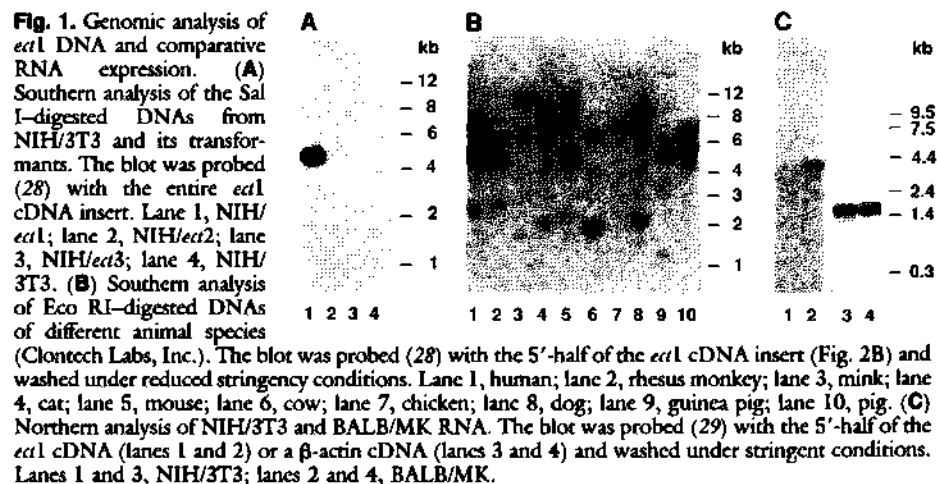 Fig. 1. Genomic analysis of
ect1 DNA and comparative
RNA expression. (A)
Southern analysis of the Sal
I–digested DNAs from
NIH/3T3 and its transfor-
mants. The blot was probed
(28) with the entire ect1
cDNA insert. Lane 1, NIH/
ect1; lane 2, NIH/ect2; lane
3, NIH/ect3; lane 4, NIH/
3T3. (B) Southern analysis
of Eco RI–digested DNAs
of different animal species
(Clontech Labs, Inc.). The blot was probed (28) with the 5′-half of the ect1 cDNA insert (Fig. 2B) and
washed under reduced stringency conditions. Lane 1, human; lane 2, rhesus monkey; lane 3, mink; lane
4, cat; lane 5, mouse; lane 6, cow; lane 7, chicken; lane 8, dog; lane 9, guinea pig; lane 10, pig. (C)
Northern analysis of NIH/3T3 and BALB/MK RNA. The blot was probed (29) with the 5′-half of the
ect1 cDNA (lanes 1 and 2) or a β-actin cDNA (lanes 3 and 4) and washed under stringent conditions.
Lanes 1 and 3, NIH/3T3; lanes 2 and 4, BALB/MK.
A
kb
– 12
– 8
– 6
– 4
– 2
– 1
1 2 3 4
B
kb
– 12
– 8
– 6
– 4
– 3
– 2
– 1
1 2 3 4 5 6 7 8 9 10
C
kb
– 9.5
– 7.5
– 4.4
– 2.4
– 1.4
– 0.3
1 2 3 4